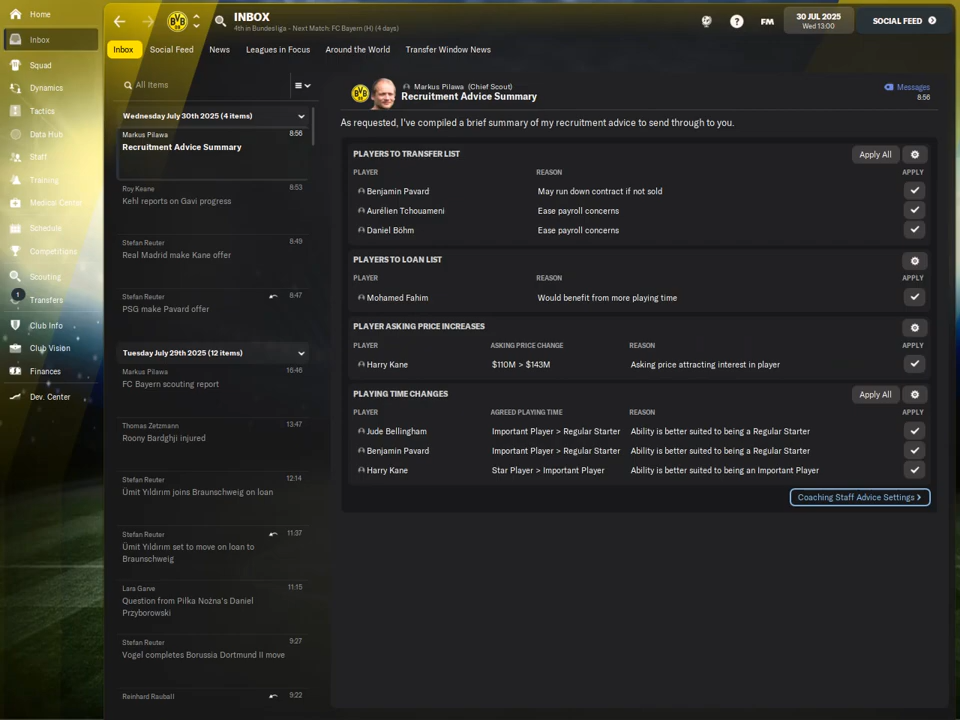 Home
Inbox
Squad
Dynamics
Tactics
Data Hub
Staff
Training
Medical Center
Schedule
Competitions
Scouting
1
Transfers
Club Info
Club Vision
Finances
Dev. Center
BVB
09
INBOX
4th in Bundesliga - Next Match: FC Bayern (H) (4 days)
?
FM
30 JUL 2025
Wed 13:00
SOCIAL FEED
Inbox
Social Feed
News
Leagues in Focus
Around the World
Transfer Window News
All Items
Wednesday July 30th 2025 (4 items)
Markus Pilawa
8:56
Recruitment Advice Summary
Roy Keane
8:53
Kehl reports on Gavi progress
Stefan Reuter
8:49
Real Madrid make Kane offer
Stefan Reuter
8:47
PSG make Pavard offer
Tuesday July 29th 2025 (12 items)
Markus Pilawa
16:46
FC Bayern scouting report
Thomas Zetzmann
13:47
Roony Bardghji injured
Stefan Reuter
12:14
Ümit Yıldırım joins Braunschweig on loan
Stefan Reuter
11:37
Ümit Yıldırım set to move on loan to
Braunschweig
Lara Garve
11:15
Question from Piłka Nożna's Daniel
Przyborowski
Stefan Reuter
9:27
Vogel completes Borussia Dortmund II move
Reinhard Rauball
9:22
BVB
09
Markus Pilawa (Chief Scout)
Recruitment Advice Summary
Messages
8:56
As requested, I've compiled a brief summary of my recruitment advice to send through to you.
PLAYERS TO TRANSFER LIST
Apply All
PLAYER REASON APPLY
Benjamin Pavard May run down contract if not sold
Aurélien Tchouameni Ease payroll concerns
Daniel Böhm Ease payroll concerns
PLAYERS TO LOAN LIST
PLAYER REASON APPLY
Mohamed Fahim Would benefit from more playing time
PLAYER ASKING PRICE INCREASES
PLAYER ASKING PRICE CHANGE REASON APPLY
Harry Kane $110M > $143M Asking price attracting interest in player
PLAYING TIME CHANGES
Apply All
PLAYER AGREED PLAYING TIME REASON APPLY
Jude Bellingham Important Player > Regular Starter Ability is better suited to being a Regular Starter
Benjamin Pavard Important Player > Regular Starter Ability is better suited to being a Regular Starter
Harry Kane Star Player > Important Player Ability is better suited to being an Important Player
Coaching Staff Advice Settings >